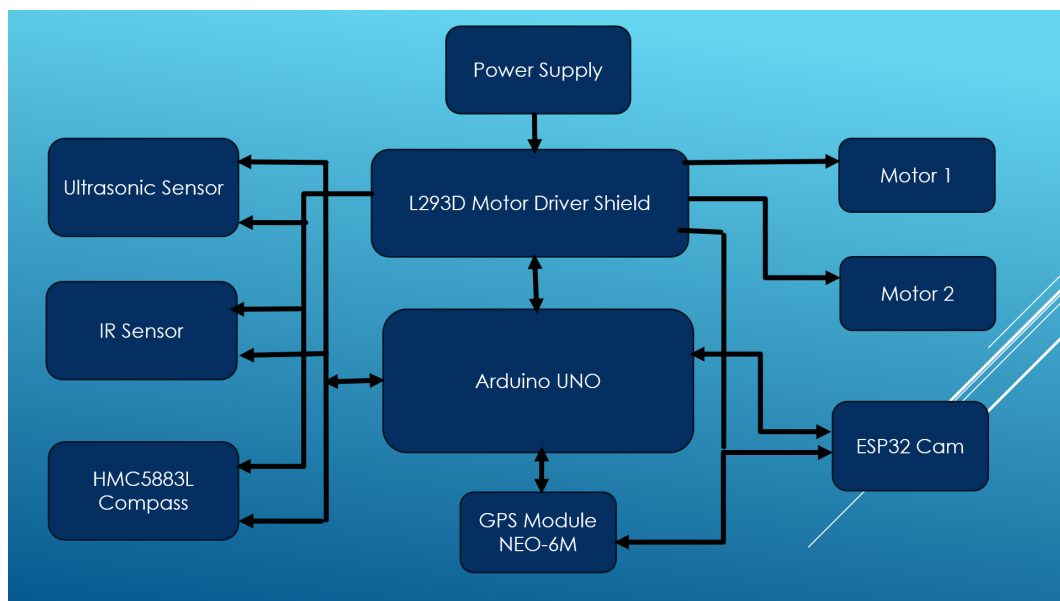 Power Supply
Ultrasonic Sensor
L293D Motor Driver Shield
Motor 1
Motor 2
IR Sensor
Arduino UNO
ESP32 Cam
HMC5883L
Compass
GPS Module
NEO-6M